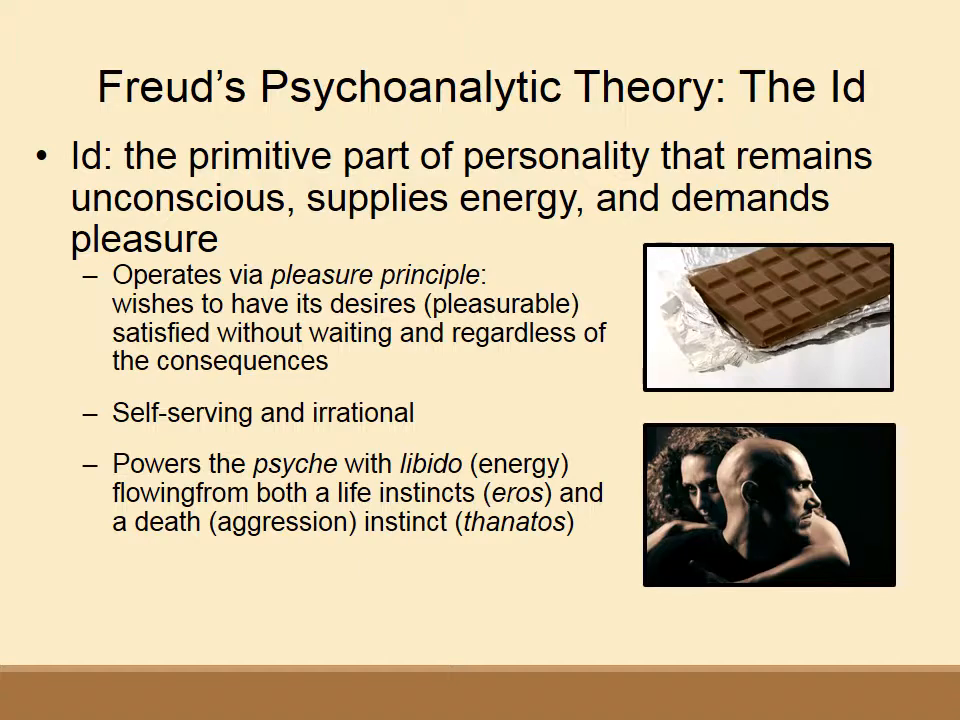 Freud’s Psychoanalytic Theory: The Id
• Id: the primitive part of personality that remains
unconscious, supplies energy, and demands
pleasure
– Operates via pleasure principle:
wishes to have its desires (pleasurable)
satisfied without waiting and regardless of
the consequences
– Self-serving and irrational
– Powers the psyche with libido (energy)
flowingfrom both a life instincts (eros) and
a death (aggression) instinct (thanatos)